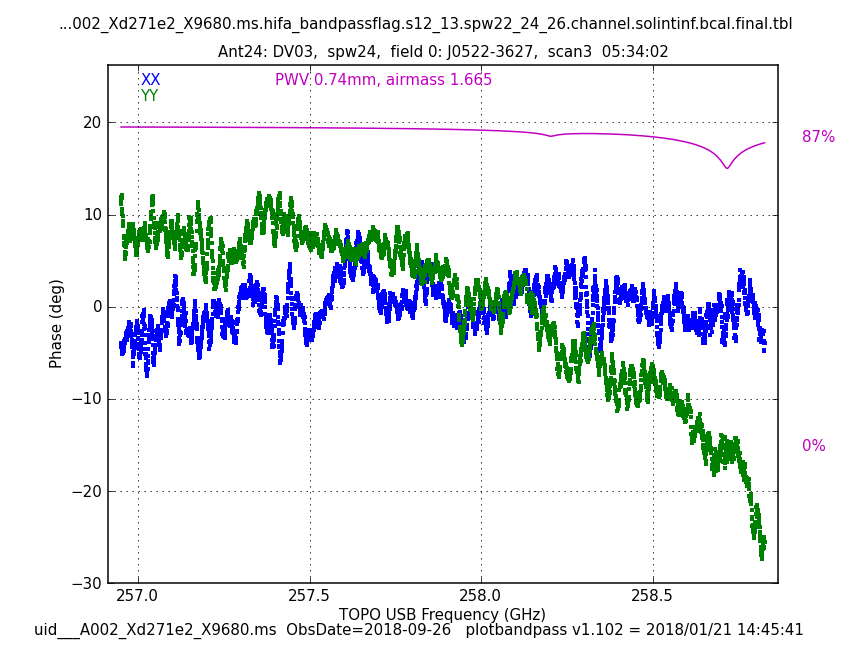 ...002_Xd271e2_X9680.ms.hifa_bandpassflag.s12_13.spw22_24_26.channel.solintinf.bcal.final.tbl
Ant24: DV03,  spw24,  field 0: J0522-3627,  scan3  05:34:02
XX
YY
PWV 0.74mm, airmass 1.665
87%
0%
20
10
0
−10
−20
−30
Phase (deg)
257.0
257.5
258.0
258.5
TOPO USB Frequency (GHz)
uid___A002_Xd271e2_X9680.ms  ObsDate=2018-09-26   plotbandpass v1.102 = 2018/01/21 14:45:41